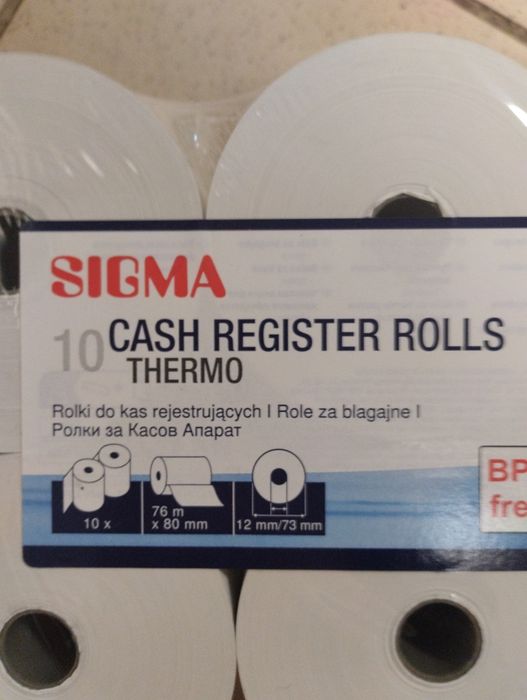 SIGMA
10 CASH REGISTER ROLLS
THERMO
Rolki do kas rejestrujących I Role za blagajne I
Ролки за Касов Апарат
10 x
76 m
x 80 mm
12 mm/73 mm
BP
fre